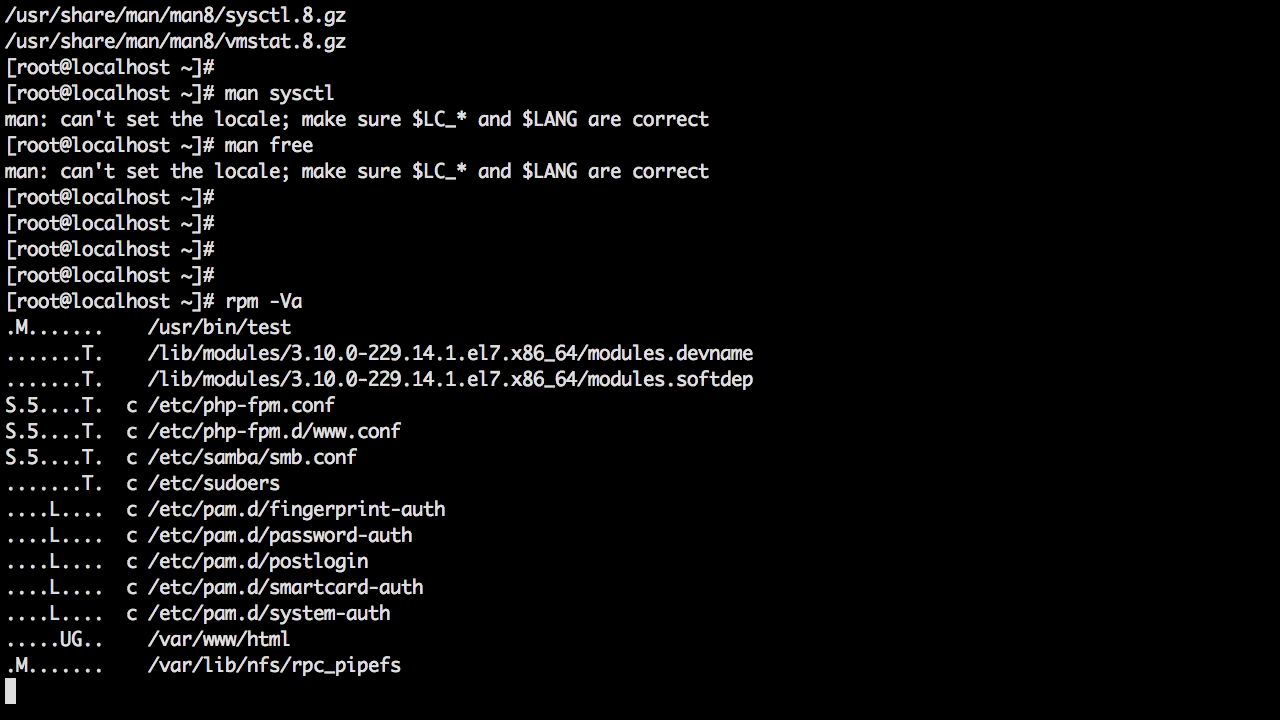 /usr/share/man/man8/sysctl.8.gz
/usr/share/man/man8/vmstat.8.gz
[root@localhost ~]#
[root@localhost ~]# man sysctl
man: can't set the locale; make sure $LC_* and $LANG are correct
[root@localhost ~]# man free
man: can't set the locale; make sure $LC_* and $LANG are correct
[root@localhost ~]#
[root@localhost ~]#
[root@localhost ~]#
[root@localhost ~]#
[root@localhost ~]# rpm -Va
.M.......    /usr/bin/test
.......T.    /lib/modules/3.10.0-229.14.1.el7.x86_64/modules.devname
.......T.    /lib/modules/3.10.0-229.14.1.el7.x86_64/modules.softdep
S.5....T.  c /etc/php-fpm.conf
S.5....T.  c /etc/php-fpm.d/www.conf
S.5....T.  c /etc/samba/smb.conf
.......T.  c /etc/sudoers
....L....  c /etc/pam.d/fingerprint-auth
....L....  c /etc/pam.d/password-auth
....L....  c /etc/pam.d/postlogin
....L....  c /etc/pam.d/smartcard-auth
....L....  c /etc/pam.d/system-auth
.....UG..    /var/www/html
.M.......    /var/lib/nfs/rpc_pipefs